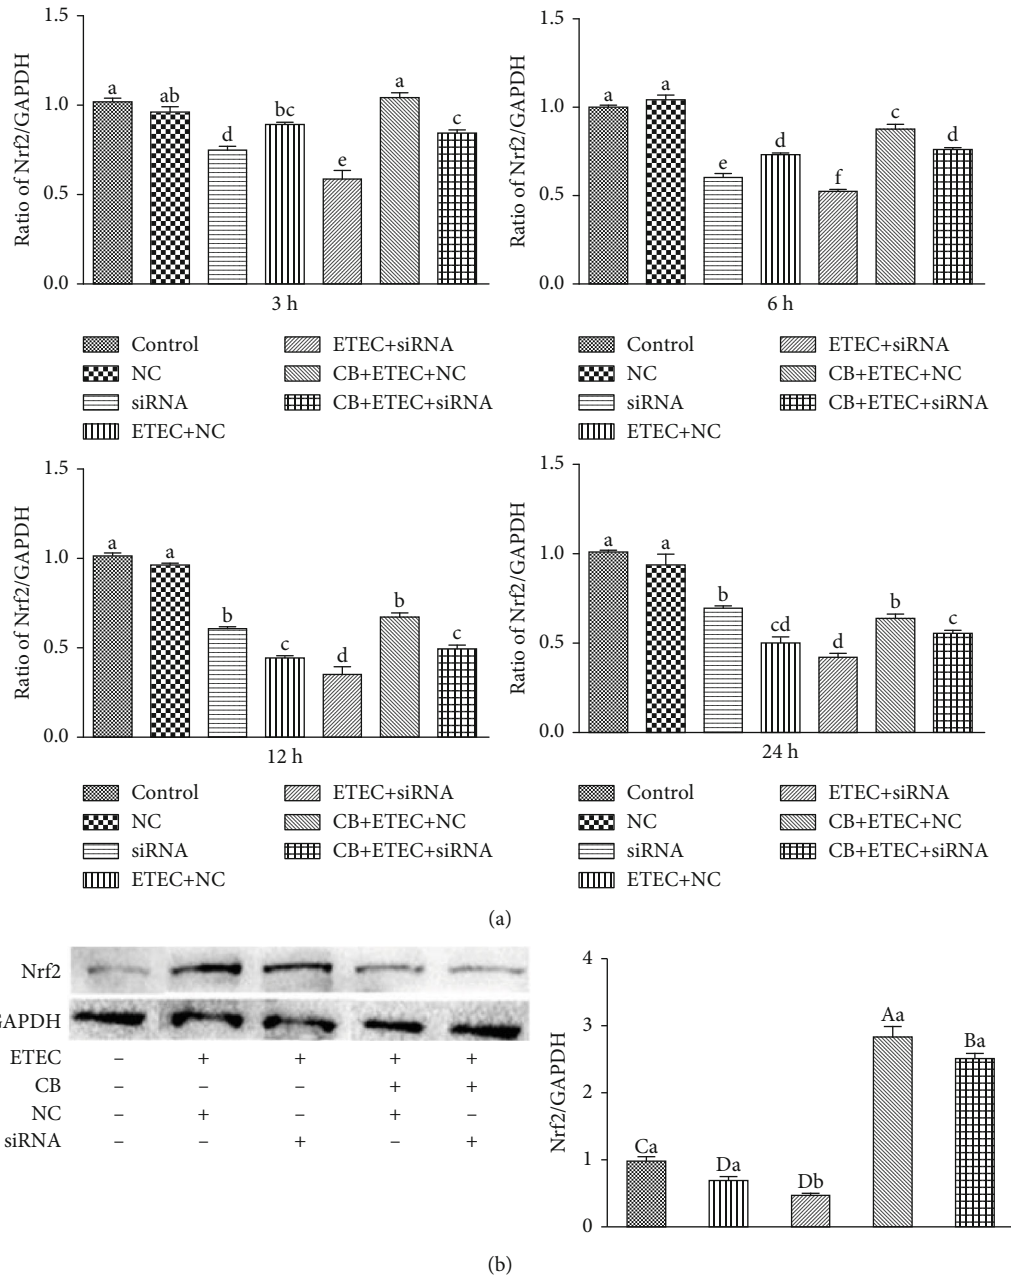 1.5
1.0
0.5
0.0
Ratio of Nrf2/GAPDH
a
ab
d
bc
e
a
c
3 h
Control
NC
siRNA
ETEC+NC
ETEC+siRNA
CB+ETEC+NC
CB+ETEC+siRNA
1.5
1.0
0.5
0.0
Ratio of Nrf2/GAPDH
a
a
e
d
f
c
d
6 h
Control
NC
siRNA
ETEC+NC
ETEC+siRNA
CB+ETEC+NC
CB+ETEC+siRNA
1.5
1.0
0.5
0.0
Ratio of Nrf2/GAPDH
a
a
b
c
d
b
c
12 h
Control
NC
siRNA
ETEC+NC
ETEC+siRNA
CB+ETEC+NC
CB+ETEC+siRNA
1.5
1.0
0.5
0.0
Ratio of Nrf2/GAPDH
a
a
b
cd
d
b
c
24 h
Control
NC
siRNA
ETEC+NC
ETEC+siRNA
CB+ETEC+NC
CB+ETEC+siRNA
(a)
Nrf2
GAPDH
ETEC – + + + +
CB – – – + +
NC – + – + –
siRNA – – + – +
4
3
2
1
0
Nrf2/GAPDH
Ca
Da
Db
Aa
Ba
(b)